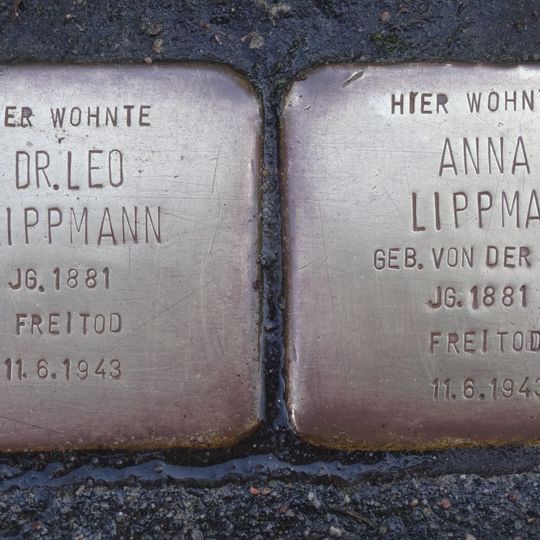 ER WOHNTE
DR.LEO
LIPPMANN
JG.1881
FREITOD
11.6.1943
HIER WOHNT
ANNA
LIPPMA
GEB.VON DER
JG.1881
FREITOD
11.6.1943